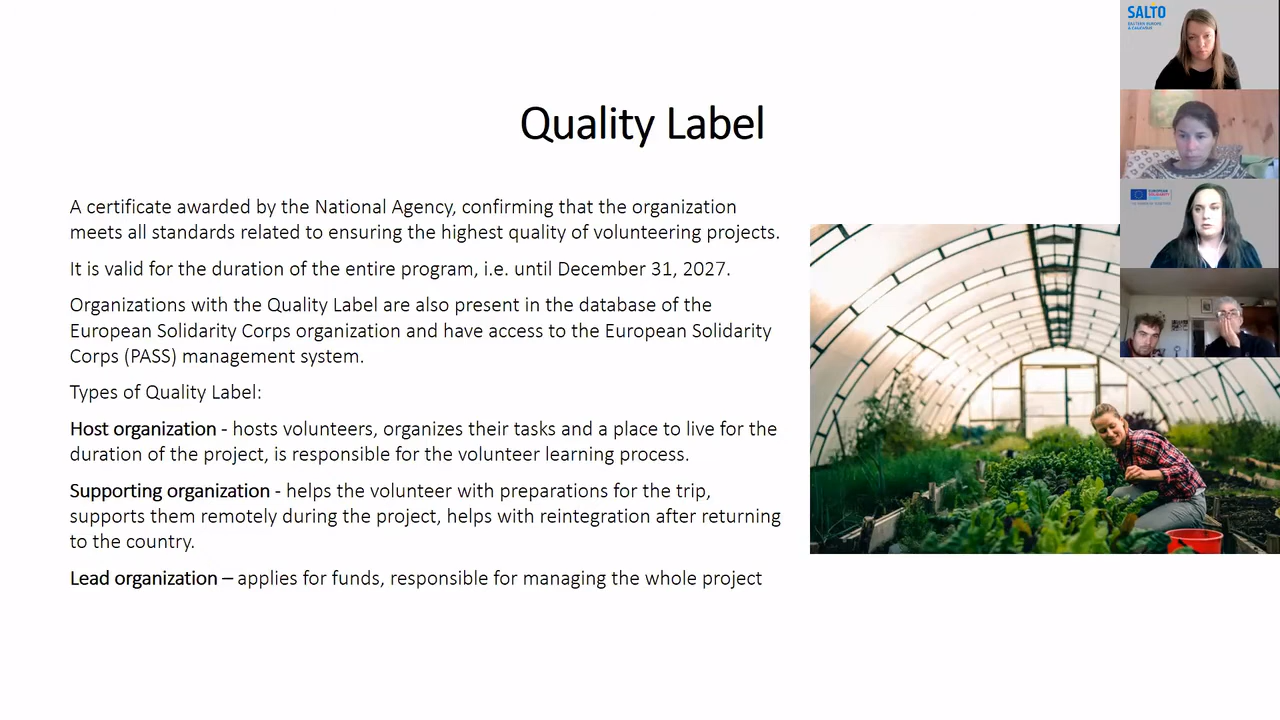 Quality Label
A certificate awarded by the National Agency, confirming that the organization
meets all standards related to ensuring the highest quality of volunteering projects.
It is valid for the duration of the entire program, i.e. until December 31, 2027.
Organizations with the Quality Label are also present in the database of the
European Solidarity Corps organization and have access to the European Solidarity
Corps (PASS) management system.
Types of Quality Label:
Host organization - hosts volunteers, organizes their tasks and a place to live for the
duration of the project, is responsible for the volunteer learning process.
Supporting organization - helps the volunteer with preparations for the trip,
supports them remotely during the project, helps with reintegration after returning
to the country.
Lead organization – applies for funds, responsible for managing the whole project
SALTO
EASTERN EUROPE
& CAUCASUS
EUROPEAN
SOLIDARITY